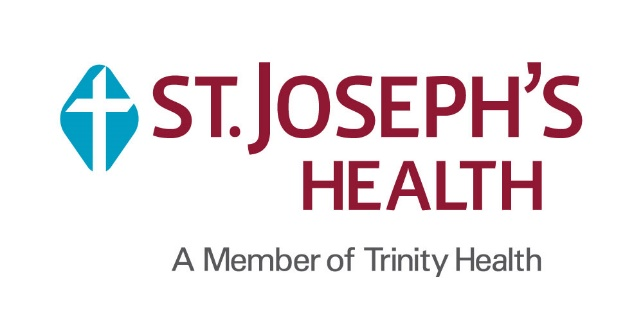 ST. JOSEPH'S
HEALTH
A Member of Trinity Health